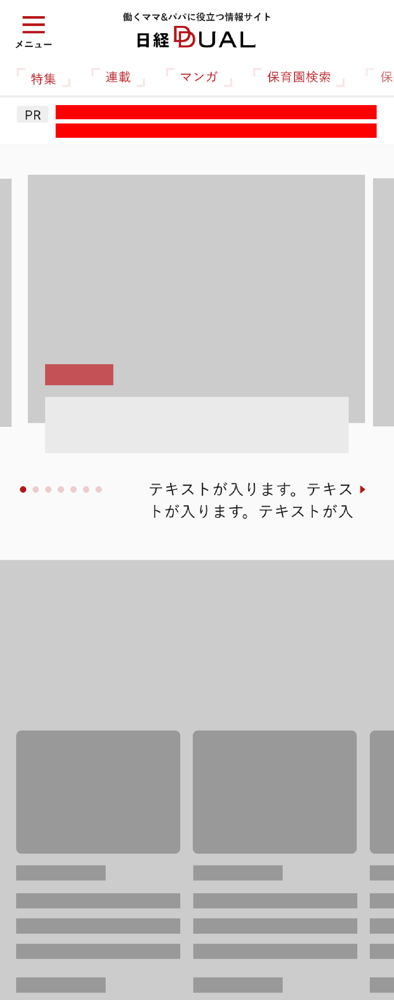 働くママ&パパに役立つ情報サイト
日経DUAL
メニュー
特集
連載
マンガ
保育園検索
保
PR
テキストが入ります。テキス
トが入ります。テキストが入